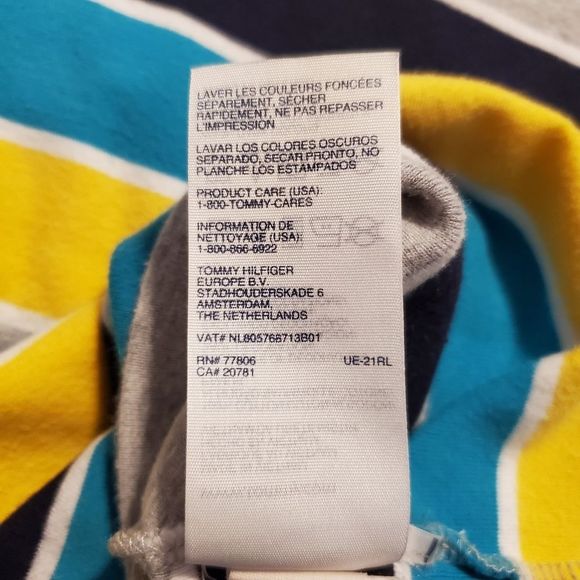 LAVER LES COULEURS FONCÉES
SÉPARÉMENT, SÉCHER
RAPIDEMENT, NE PAS REPASSER
L'IMPRESSION
LAVAR LOS COLORES OSCUROS
SEPARADO, SECAR PRONTO, NO
PLANCHE LOS ESTAMPADOS
PRODUCT CARE (USA):
1-800-TOMMY-CARES
INFORMATION DE
NETTOYAGE (USA):
1-800-866-6922
TOMMY HILFIGER
EUROPE B.V.
STADHOUDERSKADE 6
AMSTERDAM,
THE NETHERLANDS
VAT# NL805766713B01
RN# 77806 UE-21RL
CA# 20781